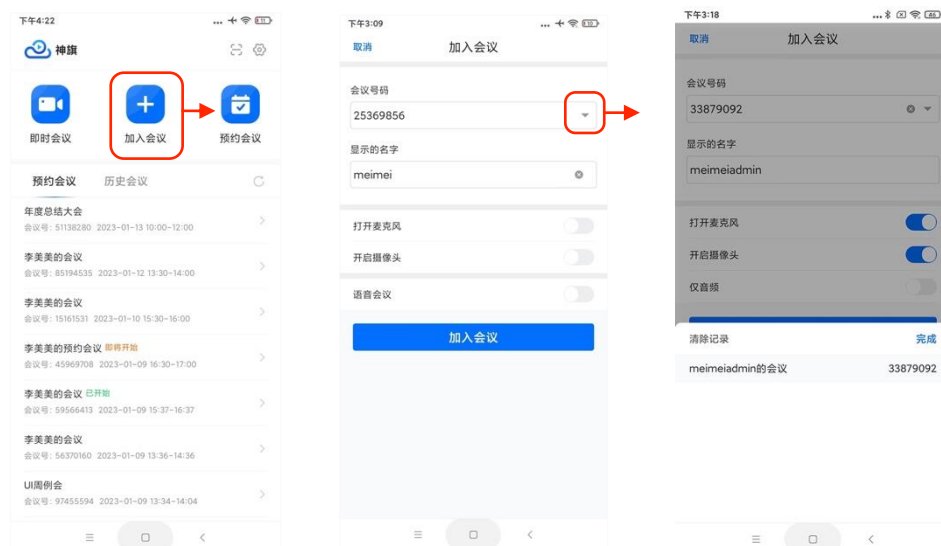 下午4:22
神旗
即时会议
加入会议
预约会议
预约会议
历史会议
年度总结大会
会议号: 51138280 2023-01-13 10:00-12:00
李美美的会议
会议号: 85194535 2023-01-12 13:30-14:00
李美美的会议
会议号: 15161531 2023-01-10 15:30-16:00
李美美的预约会议 即将开始
会议号: 45969708 2023-01-09 16:30-17:00
李美美的会议 已开始
会议号: 59566413 2023-01-09 15:37-16:37
李美美的会议
会议号: 56370160 2023-01-09 13:36-14:36
UI周例会
会议号: 97455594 2023-01-09 13:34-14:04
下午3:09
取消
加入会议
会议号码
25369856
显示的名字
meimei
打开麦克风
开启摄像头
语音会议
加入会议
下午3:18
取消
加入会议
会议号码
33879092
显示的名字
meimeiadmin
打开麦克风
开启摄像头
仅音频
清除记录
完成
meimeiadmin的会议
33879092